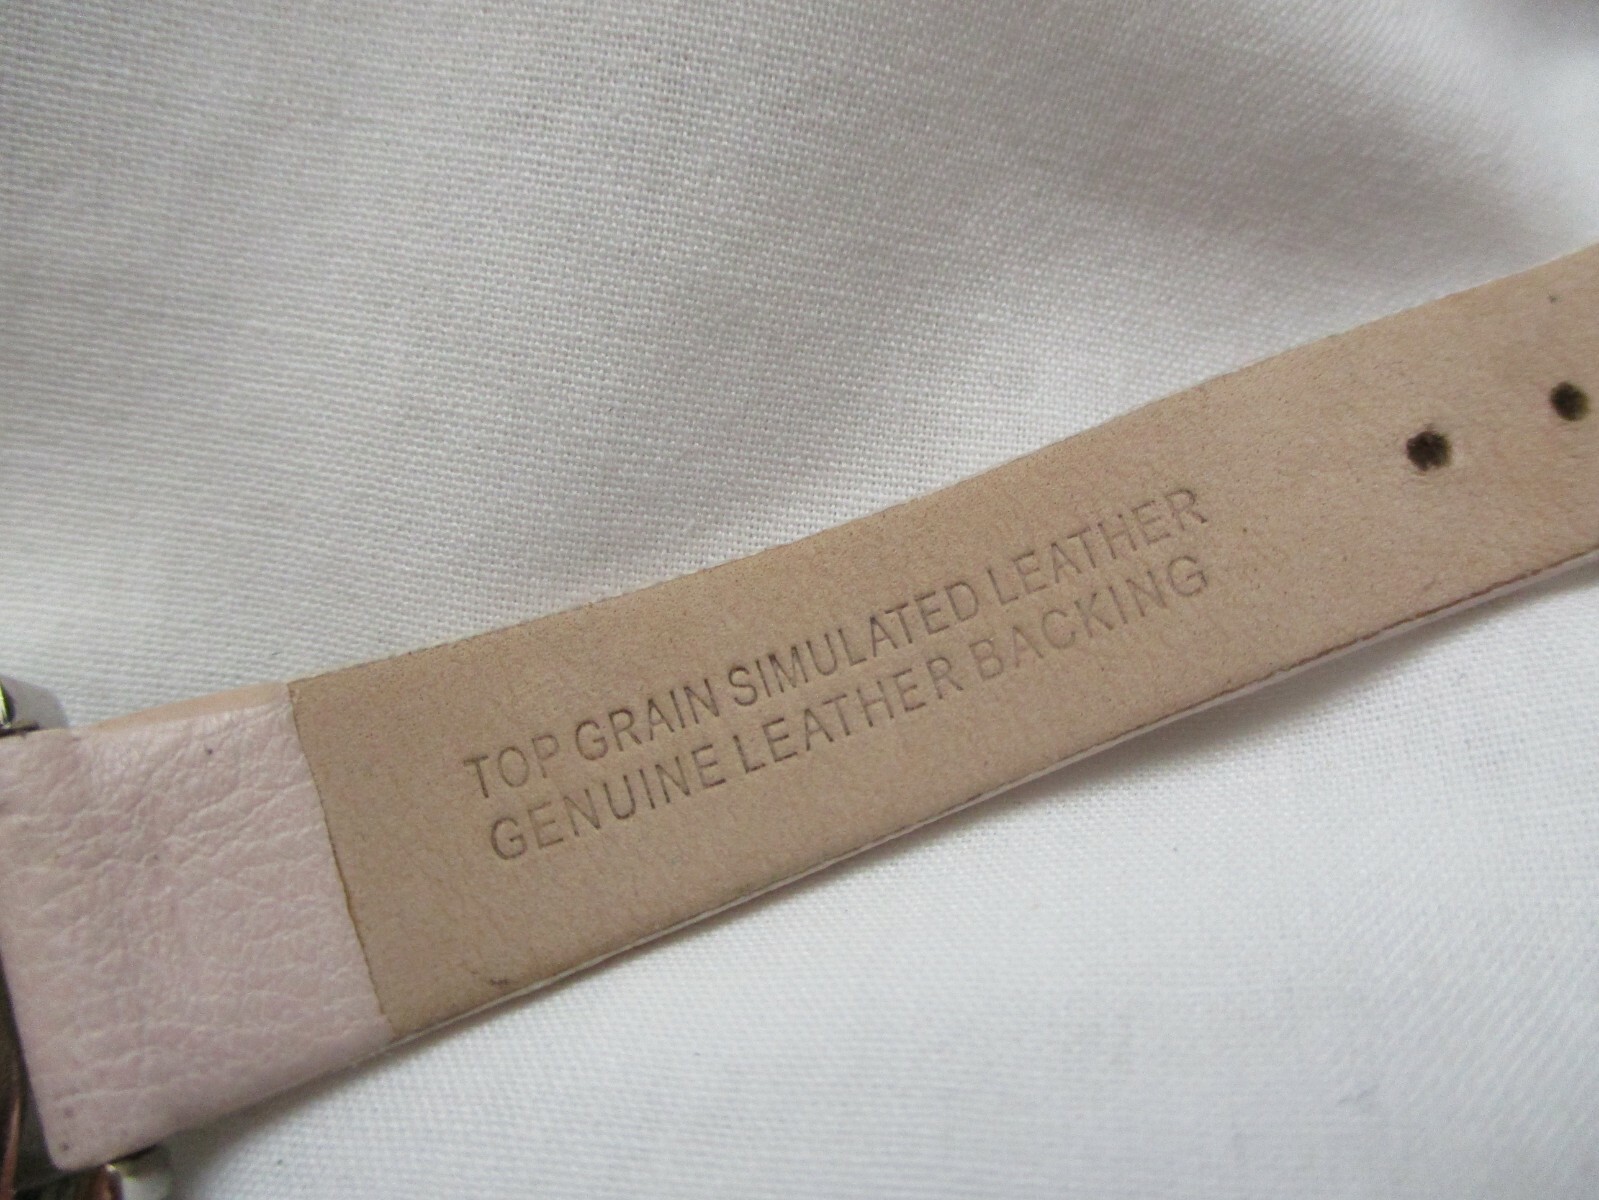 TOP GRAIN SIMULATED LEATHER
GENUINE LEATHER BACKING